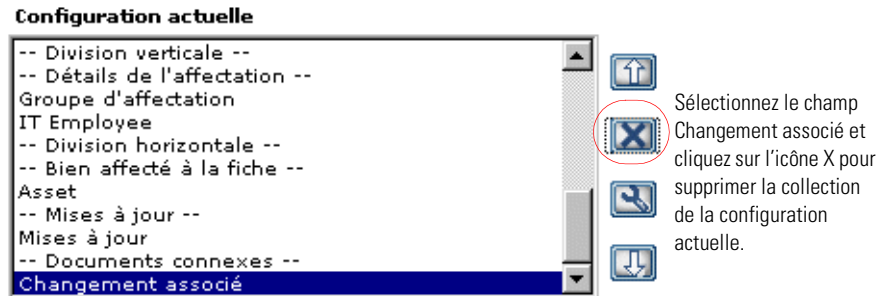 Configuration actuelle
-- Division verticale --
-- Détails de l'affectation --
Groupe d'affectation
IT Employee
-- Division horizontale --
-- Bien affecté à la fiche --
Asset
-- Mises à jour --
Mises à jour
-- Documents connexes --
Changement associé
Sélectionnez le champ
Changement associé et
cliquez sur l'icône X pour
supprimer la collection
de la configuration
actuelle.